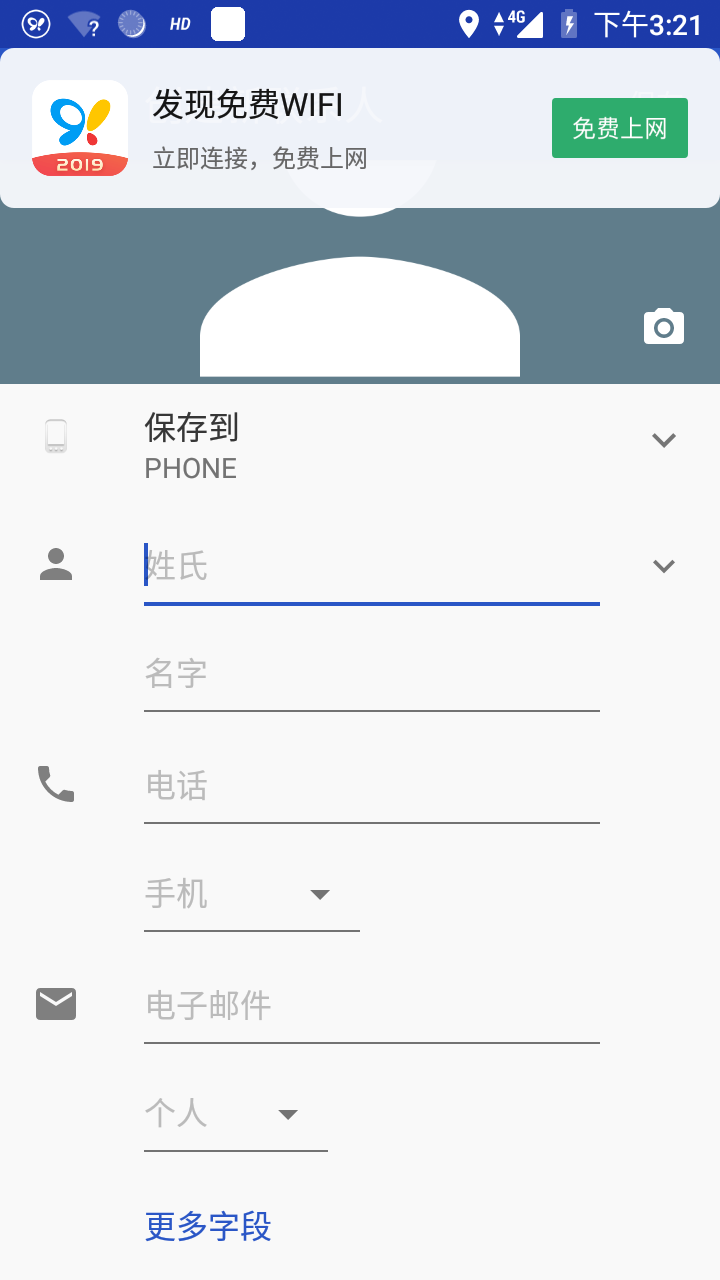 HD
4G
下午3:21
发现免费WIFI
立即连接，免费上网
免费上网
2019
保存到
PHONE
姓氏
名字
电话
手机
电子邮件
个人
更多字段